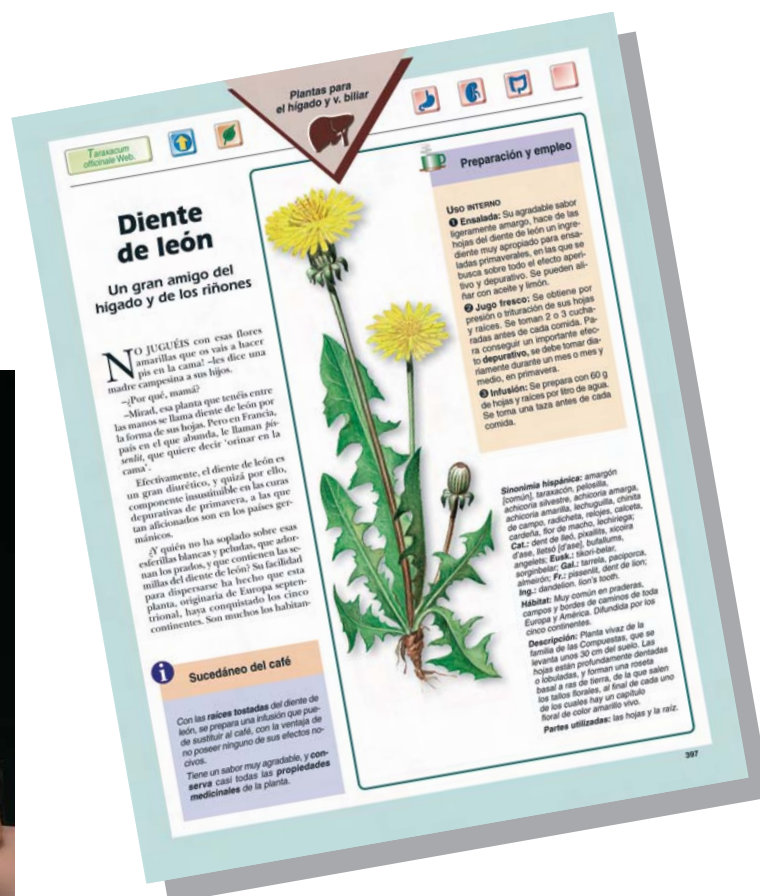 Plantas para
el hígado y v. biliar
Taraxacum
officinale Web.
Diente
de león
Un gran amigo del
hígado y de los riñones
NO JUGUÉIS con esas flores
amarillas que os vais a hacer
pis en la cama! –les dice una
madre campesina a sus hijos.
–¿Por qué, mamá?
–Mirad, esa planta que tenéis entre
las manos se llama diente de león por
la forma de sus hojas. Pero en Francia,
país en el que abunda, le llaman pis-
senlit, que quiere decir 'orinar en la
cama'.
Efectivamente, el diente de león es
un gran diurético, y quizá por ello,
componente insustituible en las curas
depurativas de primavera, a las que
tan aficionados son en los países ger-
mánicos.
¿Y quién no ha soplado sobre esas
esferillas blancas y peludas, que ador-
nan los prados, y que contienen las se-
millas del diente de león? Su facilidad
para dispersarse ha hecho que esta
planta, originaria de Europa septen-
trional, haya conquistado los cinco
continentes. Son muchos los habitan-
i
Sucedáneo del café
Con las raíces tostadas del diente de
león, se prepara una infusión que pue-
de sustituir al café, con la ventaja de
no poseer ninguno de sus efectos no-
civos.
Tiene un sabor muy agradable, y con-
serva casi todas las propiedades
medicinales de la planta.
Preparación y empleo
USO INTERNO
❶ Ensalada: Su agradable sabor
ligeramente amargo, hace de las
hojas del diente de león un ingre-
diente muy apropiado para ensa-
ladas primaverales, en las que se
busca sobre todo el efecto aperi-
tivo y depurativo. Se pueden ali-
ñar con aceite y limón.
❷ Jugo fresco: Se obtiene por
presión o trituración de sus hojas
y raíces. Se toman 2 o 3 cucha-
radas antes de cada comida. Pa-
ra conseguir un importante efec-
to depurativo, se debe tomar dia-
riamente durante un mes o mes y
medio, en primavera.
❸ Infusión: Se prepara con 60 g
de hojas y raíces por litro de agua.
Se toma una taza antes de cada
comida.
Sinonimia hispánica: amargón
[común], taraxacón, pelosilla,
achicoria silvestre, achicoria amarga,
achicoria amarilla, lechuguilla, chinita
de campo, radicheta, relojes, calceta,
cardeña, flor de macho, lechiriega;
Cat.: dent de lleó, pixallits, xicoira
d'ase, lletsó [d'ase], bufallums,
angelets; Eusk.: tikori-belar,
sorginbelar; Gal.: tarrela, paciporca,
almeirón; Fr.: pissenlit, dent de lion;
Ing.: dandelion, lion's tooth.
Hábitat: Muy común en praderas,
campos y bordes de caminos de toda
Europa y América. Difundida por los
cinco continentes.
Descripción: Planta vivaz de la
familia de las Compuestas, que se
levanta unos 30 cm del suelo. Las
hojas están profundamente dentadas
o lobuladas, y forman una roseta
basal a ras de tierra, de la que salen
los tallos florales, al final de cada uno
de los cuales hay un capítulo
floral de color amarillo vivo.
Partes utilizadas: las hojas y la raíz.
397